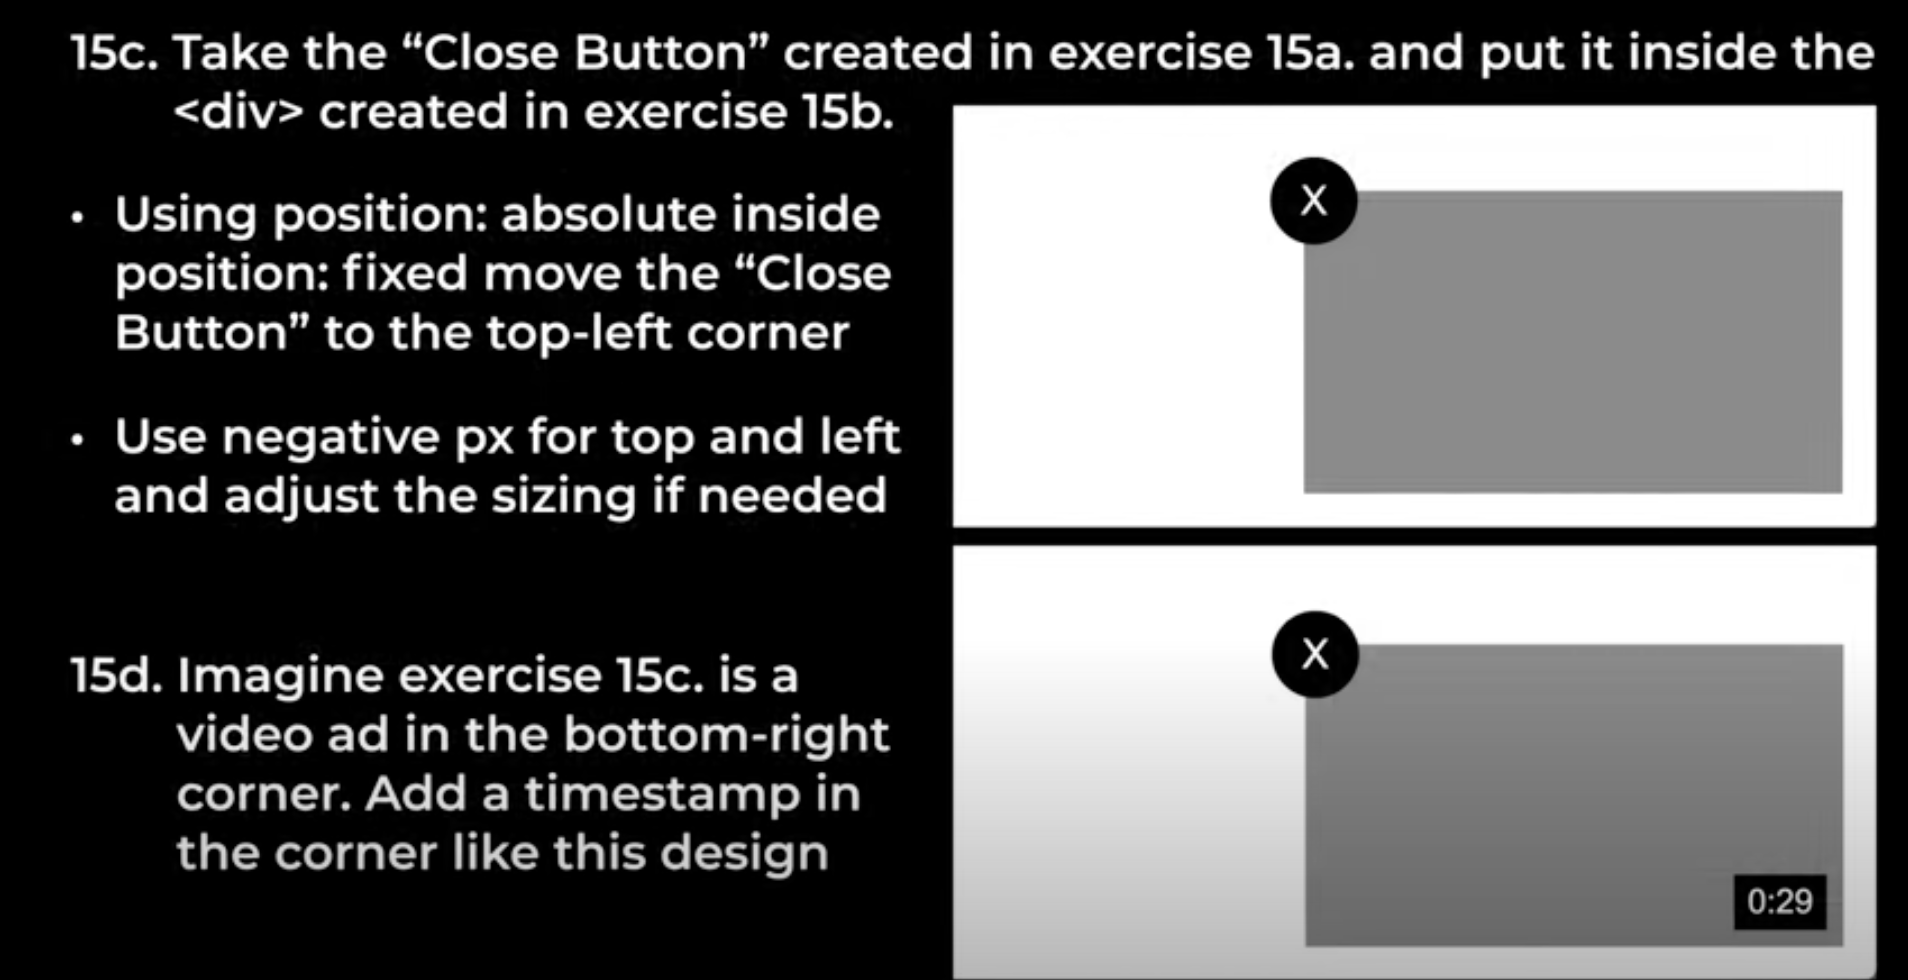 15c. Take the “Close Button” created in exercise 15a. and put it inside the
<div> created in exercise 15b.
• Using position: absolute inside
position: fixed move the “Close
Button” to the top-left corner
• Use negative px for top and left
and adjust the sizing if needed
X
15d. Imagine exercise 15c. is a
video ad in the bottom-right
corner. Add a timestamp in
the corner like this design
X
0:29